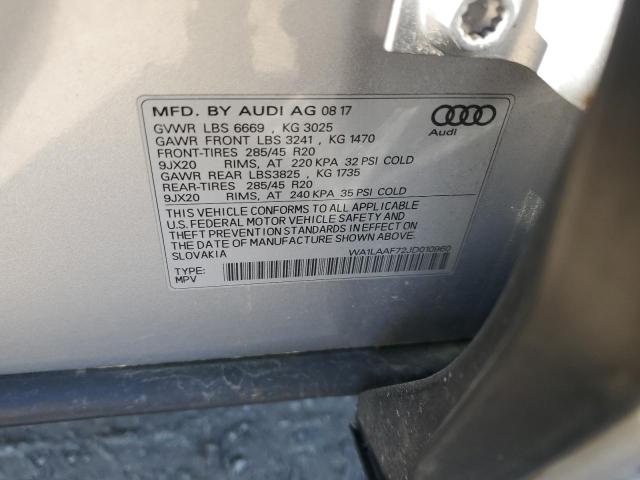 MFD. BY AUDI AG 08 17
GVWR LBS 6669 , KG 3025
GAWR FRONT LBS 3241 , KG 1470
FRONT-TIRES 285/45 R20
9JX20 RIMS, AT 220 KPA 32 PSI COLD
GAWR REAR LBS3825 , KG 1735
REAR-TIRES 285/45 R20
9JX20 RIMS, AT 240 KPA 35 PSI COLD
Audi
THIS VEHICLE CONFORMS TO ALL APPLICABLE
U.S. FEDERAL MOTOR VEHICLE SAFETY AND
THEFT PREVENTION STANDARDS IN EFFECT ON
THE DATE OF MANUFACTURE SHOWN ABOVE.
SLOVAKIA
WA1LAAF72JD010960
TYPE:
MPV